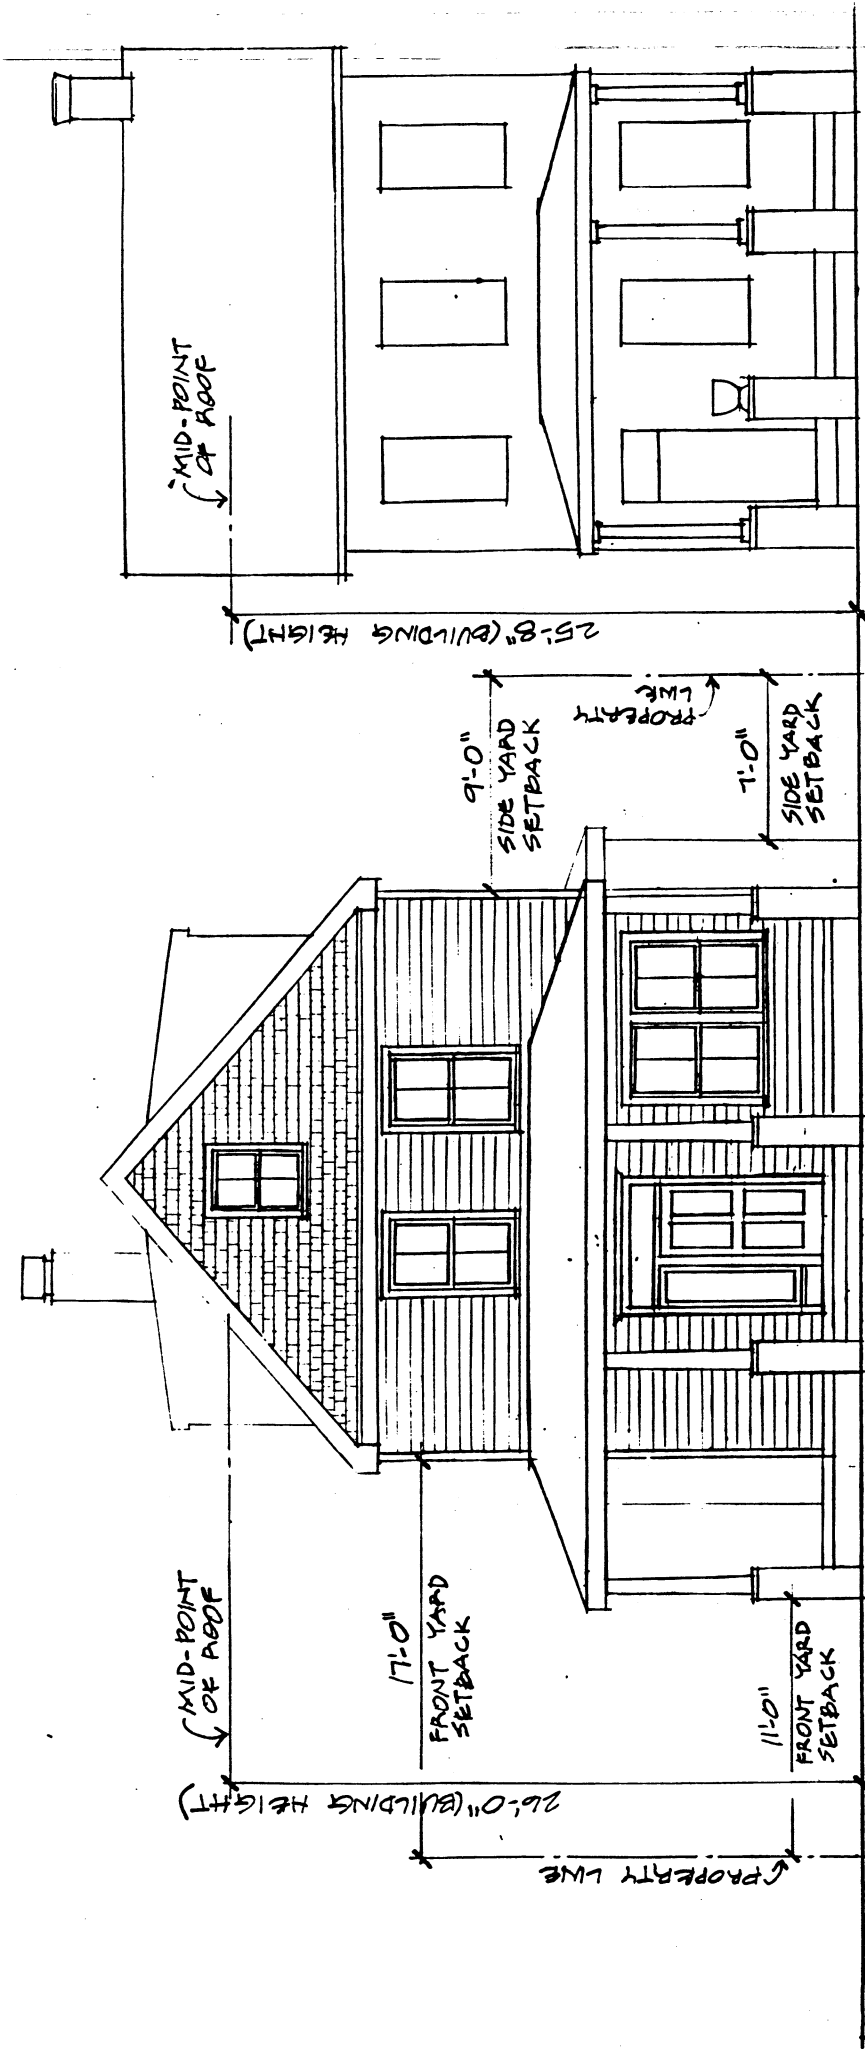 MID-POINT
OF ROOF
26'-0" (BUILDING HEIGHT)
17'-0"
FRONT YARD
SETBACK
11'-0"
FRONT YARD
SETBACK
PROPERTY LINE
9'-0"
SIDE YARD
SETBACK
7'-0"
SIDE YARD
SETBACK
PROPERTY
LINE
25'-8" (BUILDING HEIGHT)
MID-POINT
OF ROOF